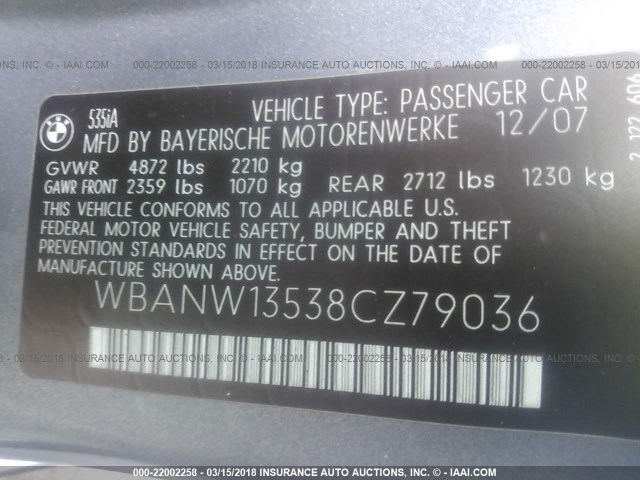 000-22002258 - 03/15/2018 INSURANCE AUTO AUCTIONS, INC. - © IAAI.COM
BMW
535iA
VEHICLE TYPE: PASSENGER CAR
MFD BY BAYERISCHE MOTORENWERKE 12/07
GVWR 4872 lbs 2210 kg
GAWR FRONT 2359 lbs 1070 kg REAR 2712 lbs 1230 kg
THIS VEHICLE CONFORMS TO ALL APPLICABLE U.S.
FEDERAL MOTOR VEHICLE SAFETY, BUMPER AND THEFT
PREVENTION STANDARDS IN EFFECT ON THE DATE OF
MANUFACTURE SHOWN ABOVE.
WBANW13538CZ79036
000-22002258 - 03/15/2018 INSURANCE AUTO AUCTIONS, INC. - © IAAI.COM